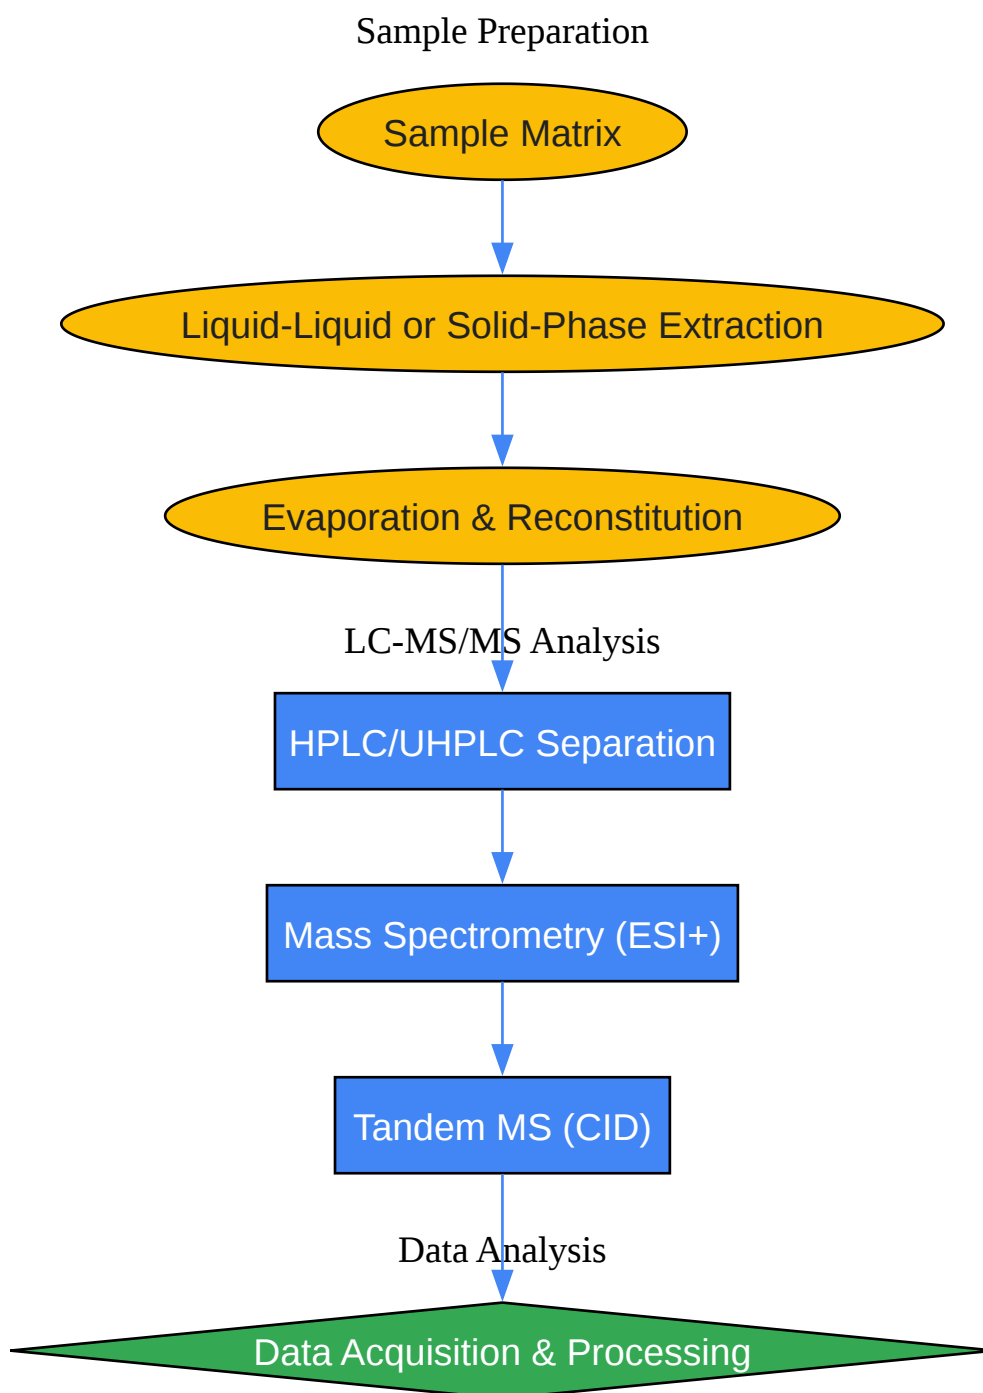 Sample Preparation
Sample Matrix
Liquid-Liquid or Solid-Phase Extraction
Evaporation & Reconstitution
LC-MS/MS Analysis
HPLC/UHPLC Separation
Mass Spectrometry (ESI+)
Tandem MS (CID)
Data Analysis
Data Acquisition & Processing